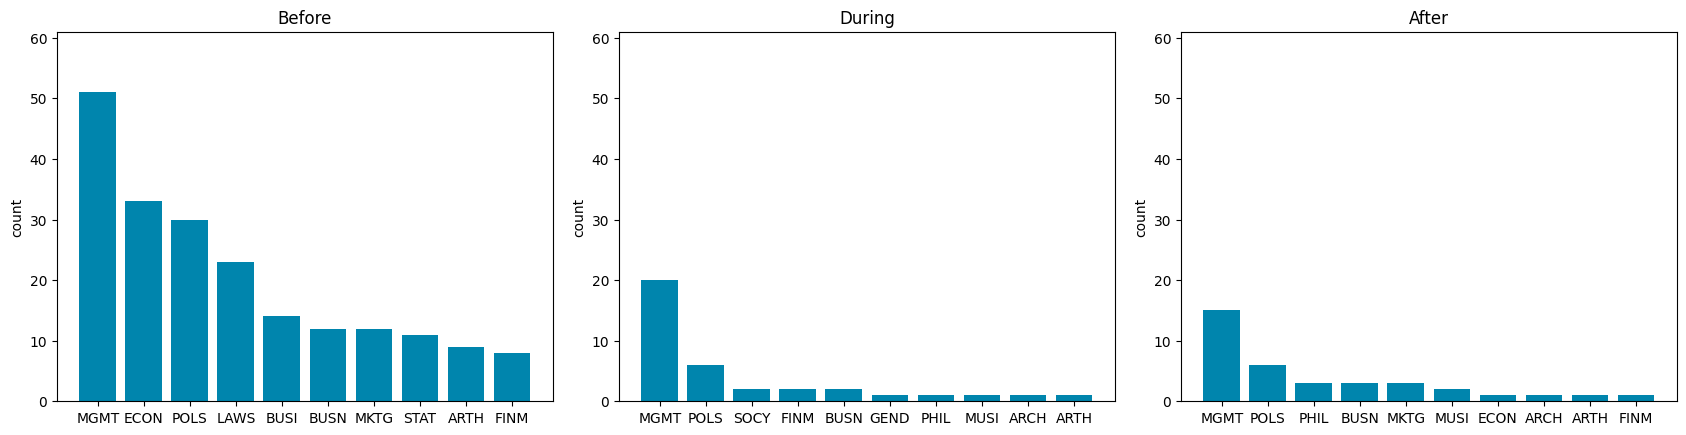 Before
count
60
50
40
30
20
10
0
MGMT ECON POLS LAWS BUSI BUSN MKTG STAT ARTH FINM
During
count
60
50
40
30
20
10
0
MGMT POLS SOCY FINM BUSN GEND PHIL MUSI ARCH ARTH
After
count
60
50
40
30
20
10
0
MGMT POLS PHIL BUSN MKTG MUSI ECON ARCH ARTH FINM